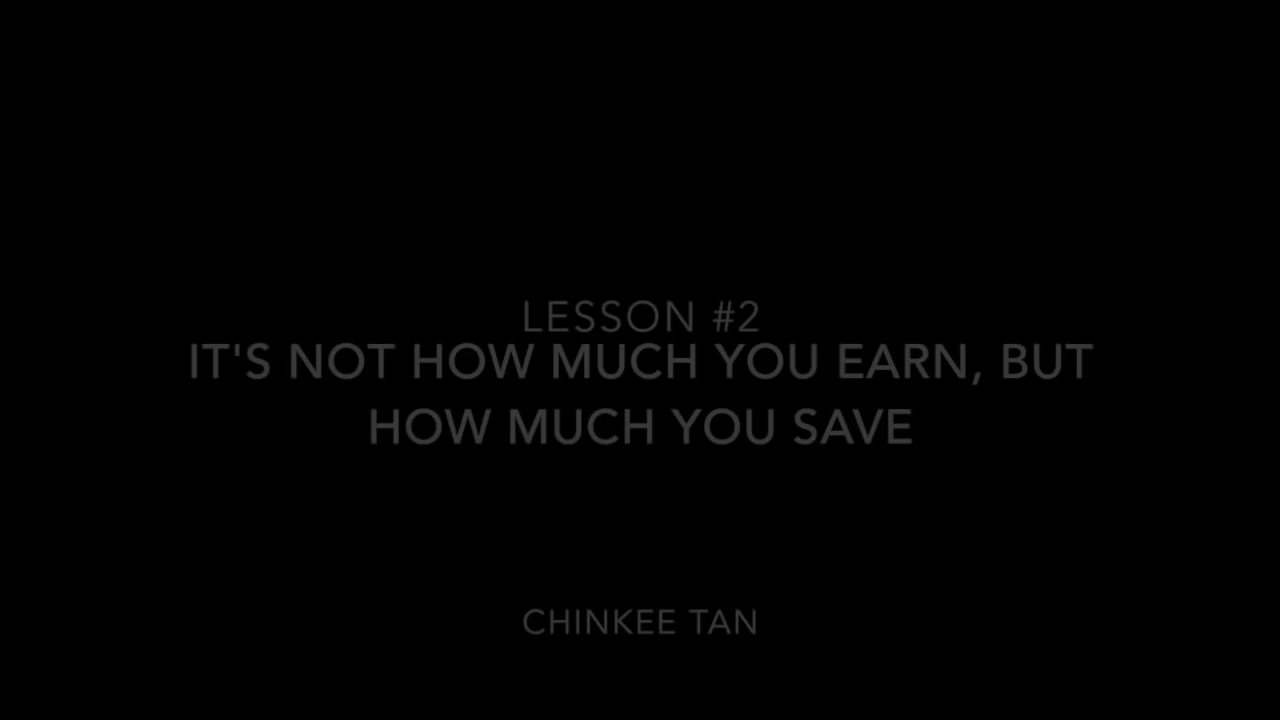 LESSON #2
IT'S NOT HOW MUCH YOU EARN, BUT
HOW MUCH YOU SAVE
CHINKEE TAN